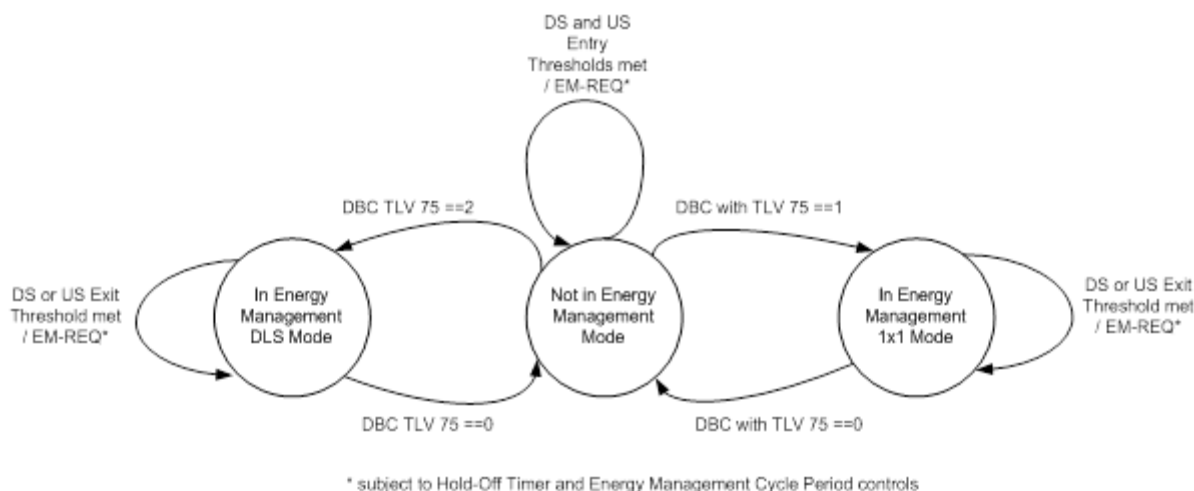 DS and US
Entry
Thresholds met
/ EM-REQ*
DBC TLV 75 ==2
DBC with TLV 75 ==1
DS or US Exit
Threshold met
/ EM-REQ*
In Energy
Management
DLS Mode
Not in Energy
Management
Mode
In Energy
Management
1x1 Mode
DS or US Exit
Threshold met
/ EM-REQ*
DBC TLV 75 ==0
DBC with TLV 75 ==0
* subject to Hold-Off Timer and Energy Management Cycle Period controls